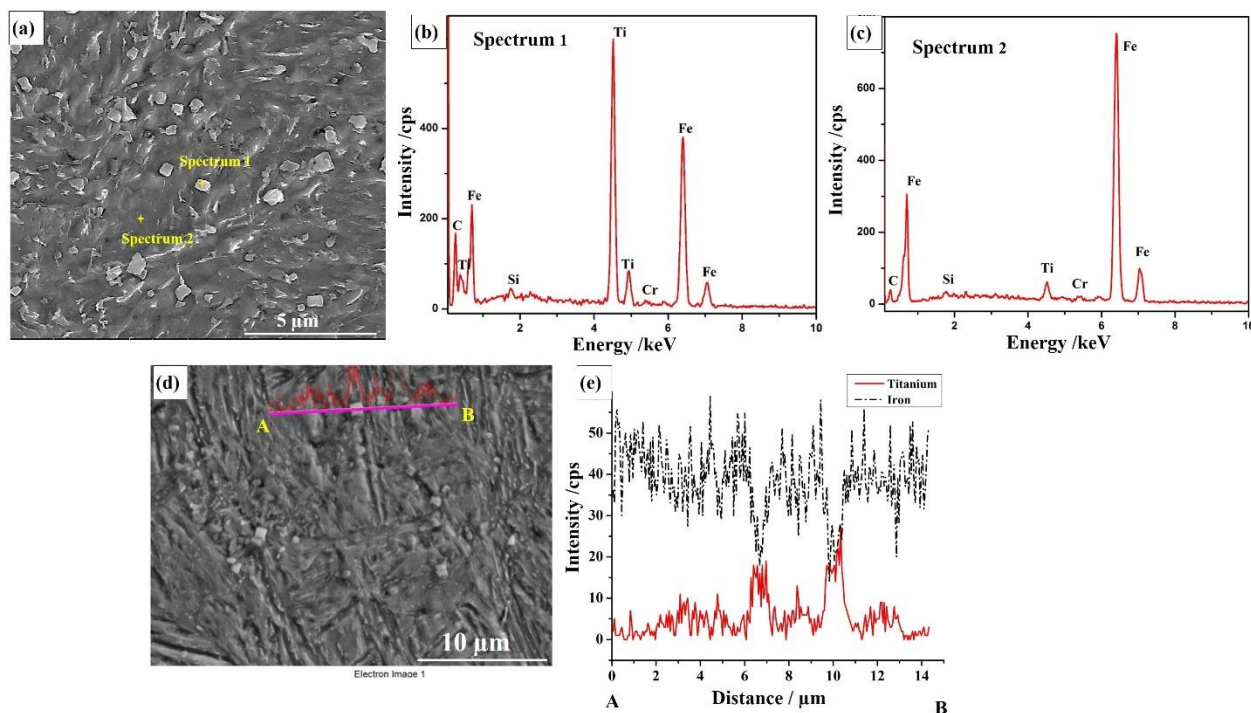 (a)
Spectrum 1
Spectrum 2
5 µm
(b)
Spectrum 1
Ti
Fe
Fe
C
Ti
Si
Ti
Cr
Fe
400
200
0
2
4
6
8
10
Intensity /cps
Energy /keV
(c)
Spectrum 2
Fe
Fe
C
Si
Ti
Cr
Fe
600
400
200
0
2
4
6
8
10
Intensity /cps
Energy /keV
(d)
A
B
10 µm
Electron Image 1
(e)
Titanium
Iron
50
40
30
20
10
0
0
2
4
6
8
10
12
14
Intensity /cps
Distance / µm
A
B